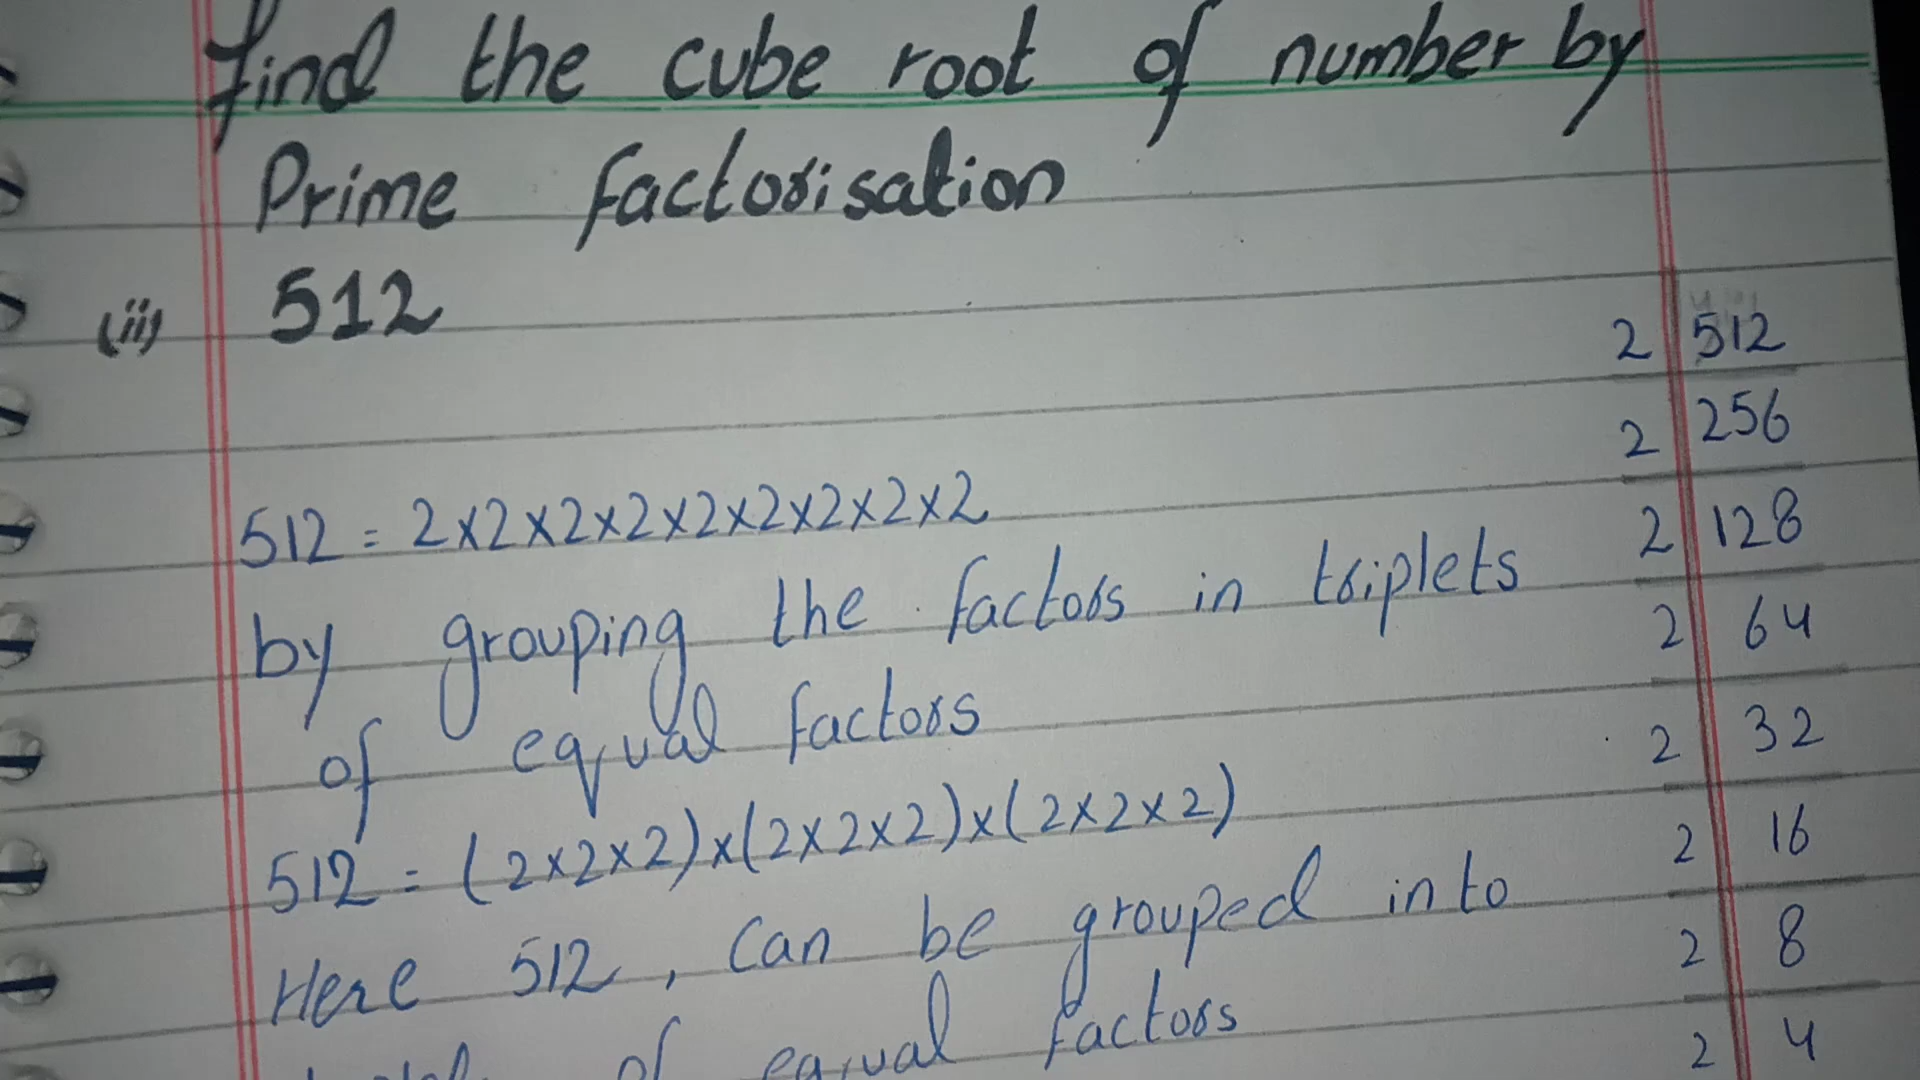 find the cube root of number by
Prime factorisation
(ii) 512
2 512
2 256
512 = 2×2×2×2×2×2×2×2×2
2 128
by grouping the factors in triplets
2 64
of equal factors
2 32
512 = (2×2×2)×(2×2×2)×(2×2×2)
2 16
Here 512, can be grouped into
2 8
of equal factors
2 4